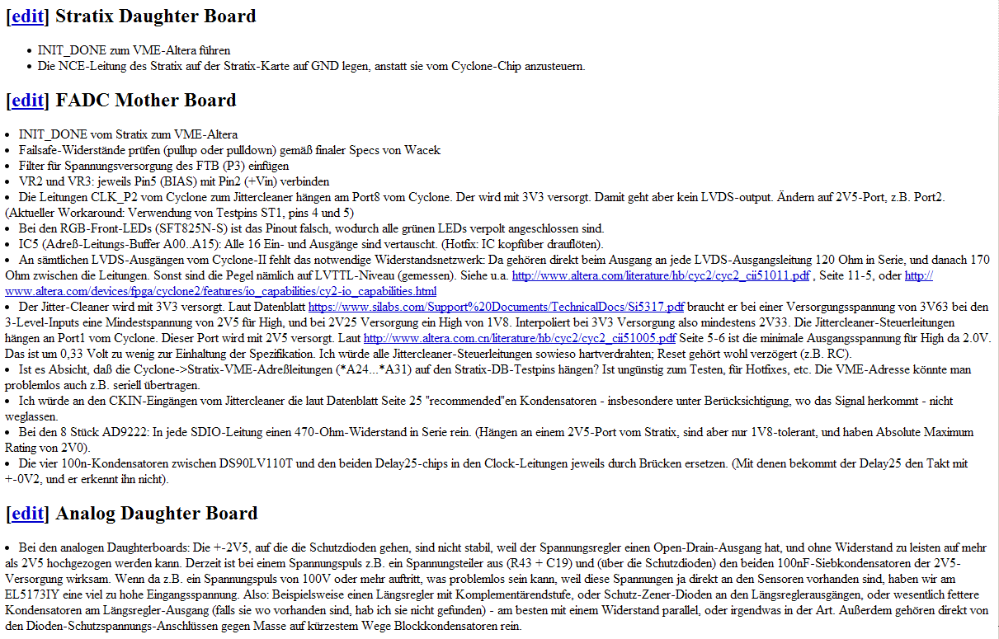 [edit] Stratix Daughter Board
• INIT_DONE zum VME-Altera führen
• Die NCE-Leitung des Stratix auf der Stratix-Karte auf GND legen, anstatt sie vom Cyclone-Chip anzusteuern.
[edit] FADC Mother Board
• INIT_DONE vom Stratix zum VME-Altera
• Failsafe-Widerstände prüfen (pullup oder pulldown) gemäß finaler Specs von Wacek
• Filter für Spannungsversorgung des FTB (P3) einfügen
• VR2 und VR3: jeweils Pin5 (BIAS) mit Pin2 (+Vin) verbinden
• Die Leitungen CLK_P2 vom Cyclone zum Jittercleaner hängen am Port8 vom Cyclone. Der wird mit 3V3 versorgt. Damit geht aber kein LVDS-output. Ändern auf 2V5-Port, z.B. Port2.
(Aktueller Workaround: Verwendung von Testpins ST1, pins 4 und 5)
• Bei den RGB-Front-LEDs (SFT825N-S) ist das Pinout falsch, wodurch alle grünen LEDs verpolt angeschlossen sind.
• IC5 (Adreß-Leitungs-Buffer A00..A15): Alle 16 Ein- und Ausgänge sind vertauscht. (Hotfix: IC kopfüber drauflöten).
• An sämtlichen LVDS-Ausgängen vom Cyclone-II fehlt das notwendige Widerstandsnetzwerk: Da gehören direkt beim Ausgang an jede LVDS-Ausgangsleitung 120 Ohm in Serie, und danach 170
Ohm zwischen die Leitungen. Sonst sind die Pegel nämlich auf LVTTL-Niveau (gemessen). Siehe u.a. http://www.altera.com/literature/hb/cyc2/cyc2_cii51011.pdf , Seite 11-5, oder http://
www.altera.com/devices/fpga/cyclone2/features/io_capabilities/cy2-io_capabilities.html
• Der Jitter-Cleaner wird mit 3V3 versorgt. Laut Datenblatt https://www.silabs.com/Support%20Documents/TechnicalDocs/Si5317.pdf braucht er bei einer Versorgungsspannung von 3V63 bei den
3-Level-Inputs eine Mindestspannung von 2V5 für High, und bei 2V25 Versorgung ein High von 1V8. Interpoliert bei 3V3 Versorgung also mindestens 2V33. Die Jittercleaner-Steuerleitungen
hängen an Port1 vom Cyclone. Dieser Port wird mit 2V5 versorgt. Laut http://www.altera.com.cn/literature/hb/cyc2/cyc2_cii51005.pdf Seite 5-6 ist die minimale Ausgangsspannung für High da 2.0V.
Das ist um 0,33 Volt zu wenig zur Einhaltung der Spezifikation. Ich würde alle Jittercleaner-Steuerleitungen sowieso hartverdrahten; Reset gehört wohl verzögert (z.B. RC).
• Ist es Absicht, daß die Cyclone->Stratix-VME-Adreßleitungen (*A24...*A31) auf den Stratix-DB-Testpins hängen? Ist ungünstig zum Testen, für Hotfixes, etc. Die VME-Adresse könnte man
problemlos auch z.B. seriell übertragen.
• Ich würde an den CKIN-Eingängen vom Jittercleaner die laut Datenblatt Seite 25 "recommended"en Kondensatoren - insbesondere unter Berücksichtigung, wo das Signal herkommt - nicht
weglassen.
• Bei den 8 Stück AD9222: In jede SDIO-Leitung einen 470-Ohm-Widerstand in Serie rein. (Hängen an einem 2V5-Port vom Stratix, sind aber nur 1V8-tolerant, und haben Absolute Maximum
Rating von 2V0).
• Die vier 100n-Kondensatoren zwischen DS90LV110T und den beiden Delay25-chips in den Clock-Leitungen jeweils durch Brücken ersetzen. (Mit denen bekommt der Delay25 den Takt mit
+-0V2, und er erkennt ihn nicht).
[edit] Analog Daughter Board
• Bei den analogen Daughterboards: Die +-2V5, auf die die Schutzdioden gehen, sind nicht stabil, weil der Spannungsregler einen Open-Drain-Ausgang hat, und ohne Widerstand zu leisten auf mehr
als 2V5 hochgezogen werden kann. Derzeit ist bei einem Spannungspuls z.B. ein Spannungsteiler aus (R43 + C19) und (über die Schutzdioden) den beiden 100nF-Siebkondensatoren der 2V5-
Versorgung wirksam. Wenn da z.B. ein Spannungspuls von 100V oder mehr auftritt, was problemlos sein kann, weil diese Spannungen ja direkt an den Sensoren vorhanden sind, haben wir am
EL5173IY eine viel zu hohe Eingangsspannung. Also: Beispielsweise einen Längsregler mit Komplementärendstufe, oder Schutz-Zener-Dioden an den Längsreglerausgängen, oder wesentlich fettere
Kondensatoren am Längsregler-Ausgang (falls sie wo vorhanden sind, hab ich sie nicht gefunden) - am besten mit einem Widerstand parallel, oder irgendwas in der Art. Außerdem gehören direkt von
den Dioden-Schutzspannungs-Anschlüssen gegen Masse auf kürzestem Wege Blockkondensatoren rein.